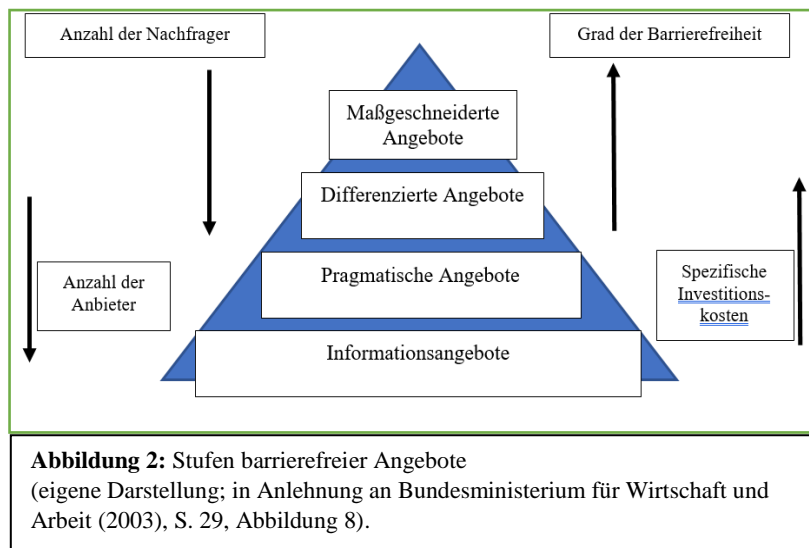 Anzahl der Nachfrager
Grad der Barrierefreiheit
Maßgeschneiderte
Angebote
Differenzierte Angebote
Pragmatische Angebote
Anzahl der
Anbieter
Spezifische
Investitions-
kosten
Informationsangebote
Abbildung 2: Stufen barrierefreier Angebote
(eigene Darstellung; in Anlehnung an Bundesministerium für Wirtschaft und
Arbeit (2003), S. 29, Abbildung 8).